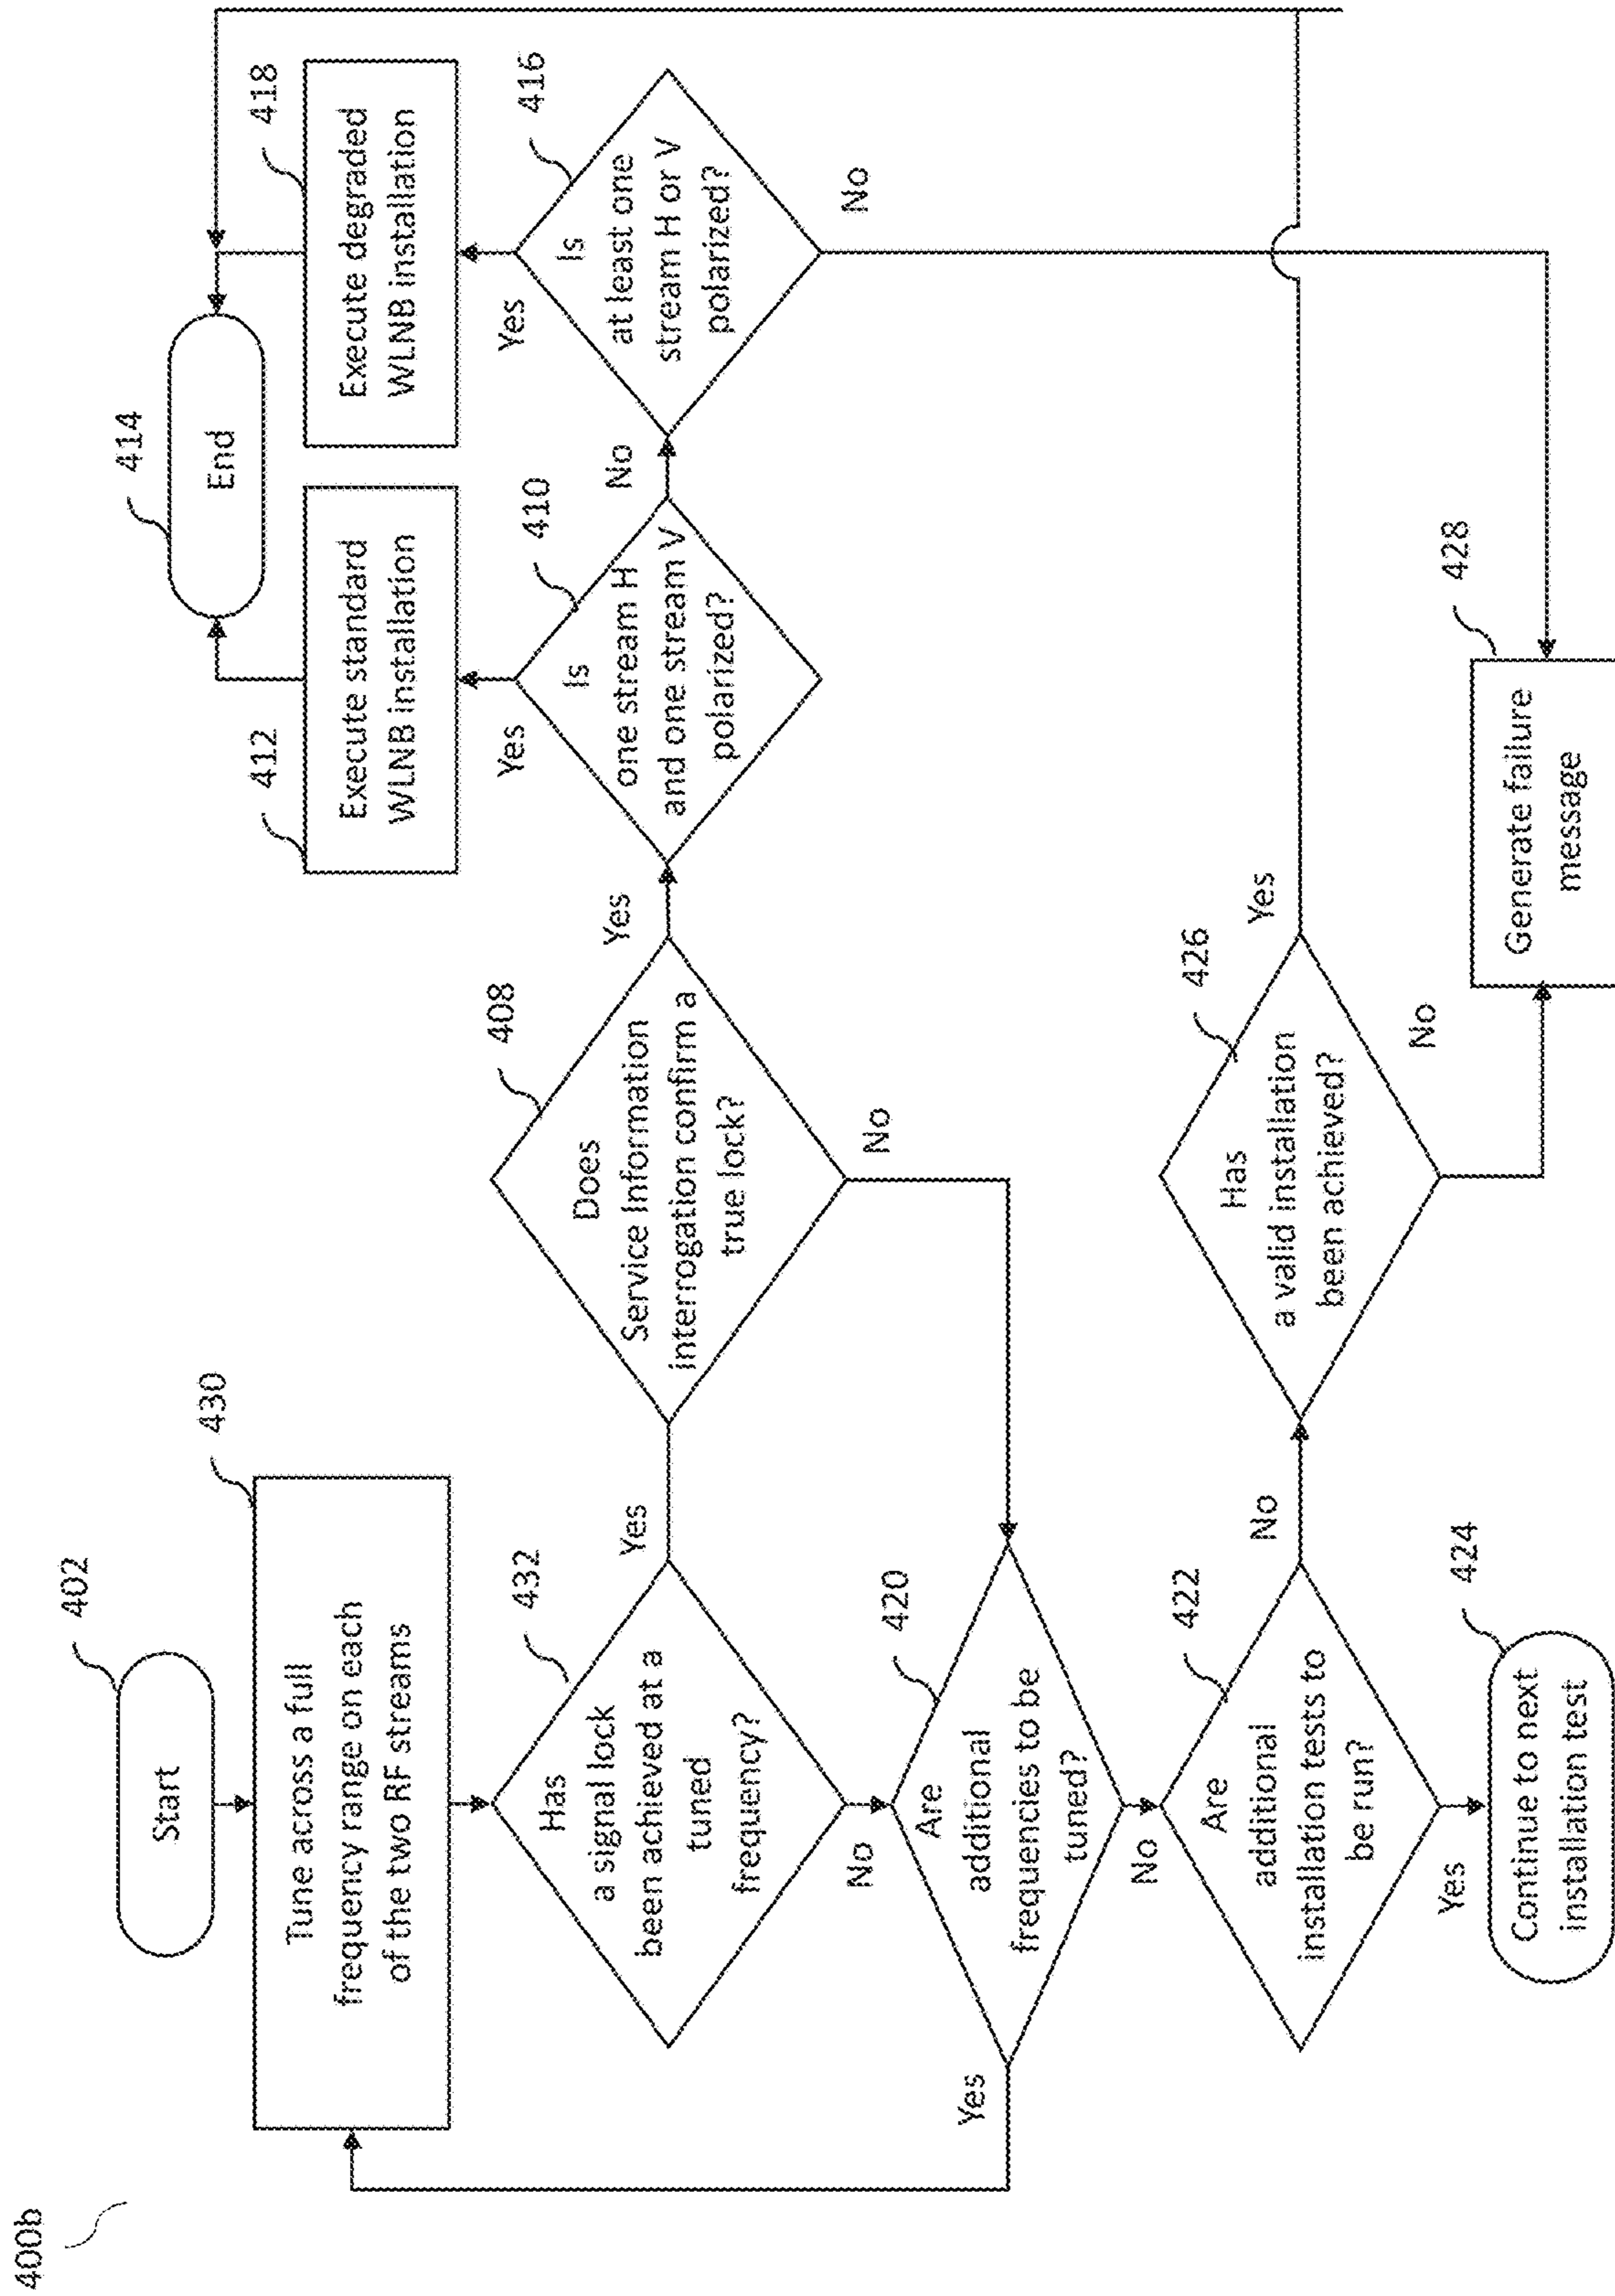 400b
402
Start
430
Tune across a full
frequency range on each
of the two RF streams
432
Has
a signal lock
been achieved at a
tuned
frequency?
Yes
No
408
Does
Service Information
interrogation confirm a
true lock?
Yes
No
410
Is
one stream H
and one stream V
polarized?
Yes
No
412
Execute standard
WLNB installation
414
End
416
Is
at least one
stream H or V
polarized?
Yes
No
418
Execute degraded
WLNB installation
420
Are
additional
frequencies to be
tuned?
Yes
No
422
Are
additional
installation tests to
be run?
Yes
No
424
Continue to next
installation test
426
Has
a valid installation
been achieved?
Yes
No
428
Generate failure
message